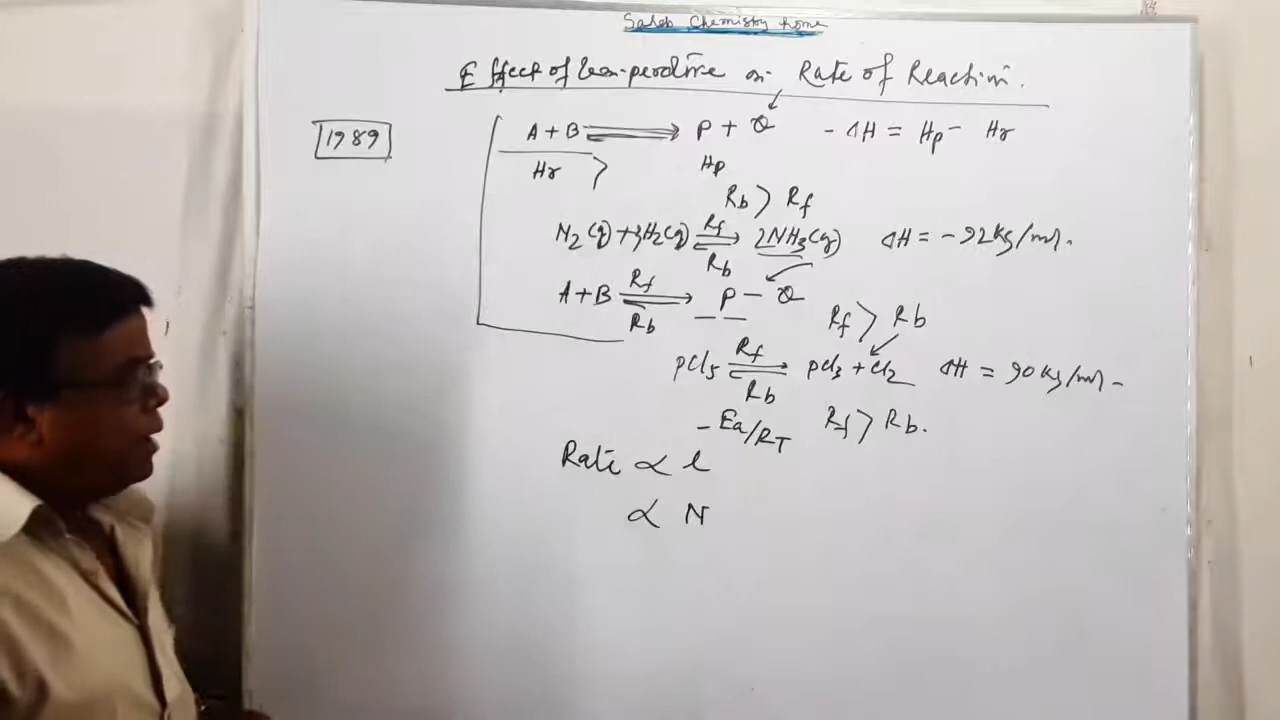 Saheb Chemistry home
Effect of temperature on Rate of Reaction.
1989
A + B ⇌ P + Q - ΔH = Hp - Hr
Hr > Hp
Rb > Rf
N2(g) + 3H2(g) ⇌ 2NH3(g) ΔH = -92 kJ/mol.
Rf
Rb
A + B ⇌ P - Q
Rf
Rb
Rf > Rb
PCl5 ⇌ PCl3 + Cl2 ΔH = 90 kJ/mol -
Rf
Rb
Rf > Rb.
Rate ∝ e -Ea/RT
∝ N